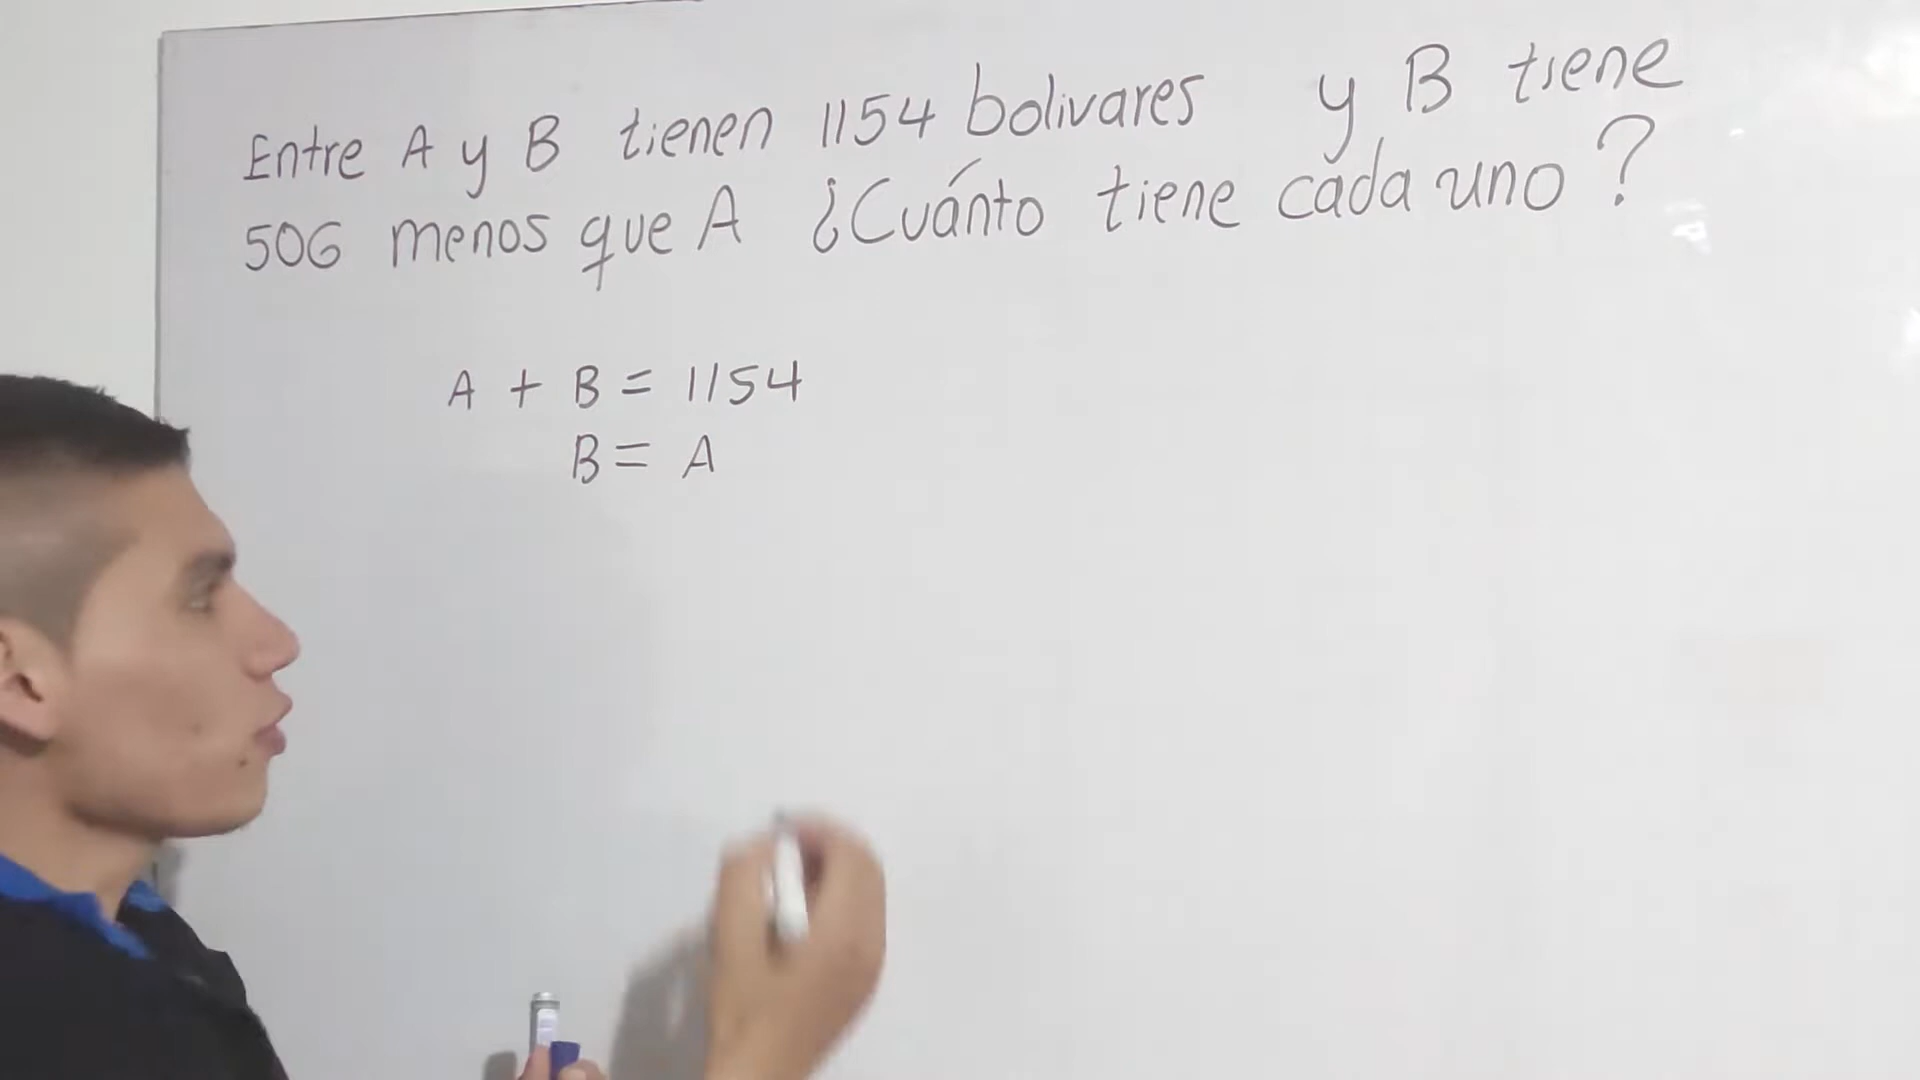 Entre A y B tienen 1154 bolivares y B tiene
506 menos que A ¿Cuánto tiene cada uno?
A + B = 1154
B = A